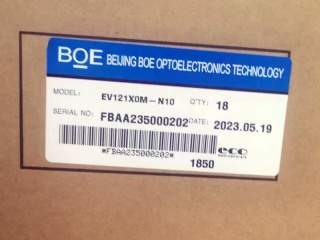 BOE BEIJING BOE OPTOELECTRONICS TECHNOLOGY
MODEL: EV121X0M-N10 Q'TY: 18
SERIAL NO: FBAA235000202 DATE: 2023.05.19
*FBAA235000202* 1850 eco